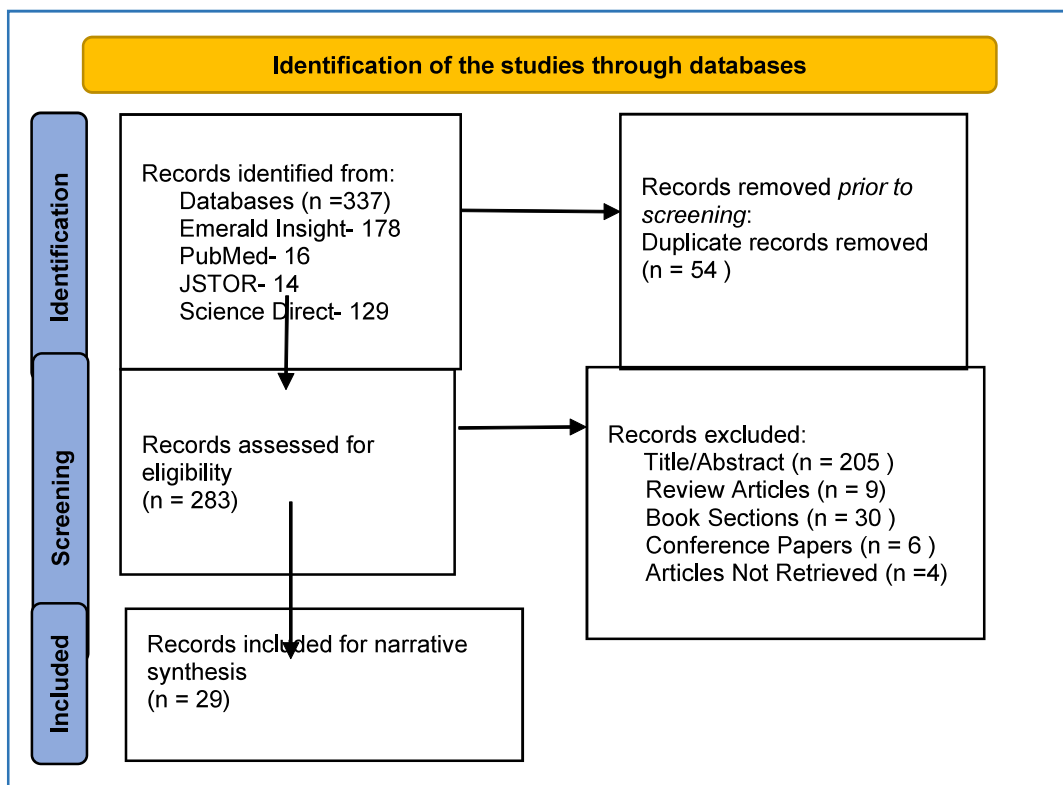 Identification of the studies through databases
Identification
Records identified from:
Databases (n =337)
Emerald Insight- 178
PubMed- 16
JSTOR- 14
Science Direct- 129
Records removed prior to
screening:
Duplicate records removed
(n = 54 )
Screening
Records assessed for
eligibility
(n = 283)
Records excluded:
Title/Abstract (n = 205 )
Review Articles (n = 9)
Book Sections (n = 30 )
Conference Papers (n = 6 )
Articles Not Retrieved (n =4)
Included
Records included for narrative
synthesis
(n = 29)